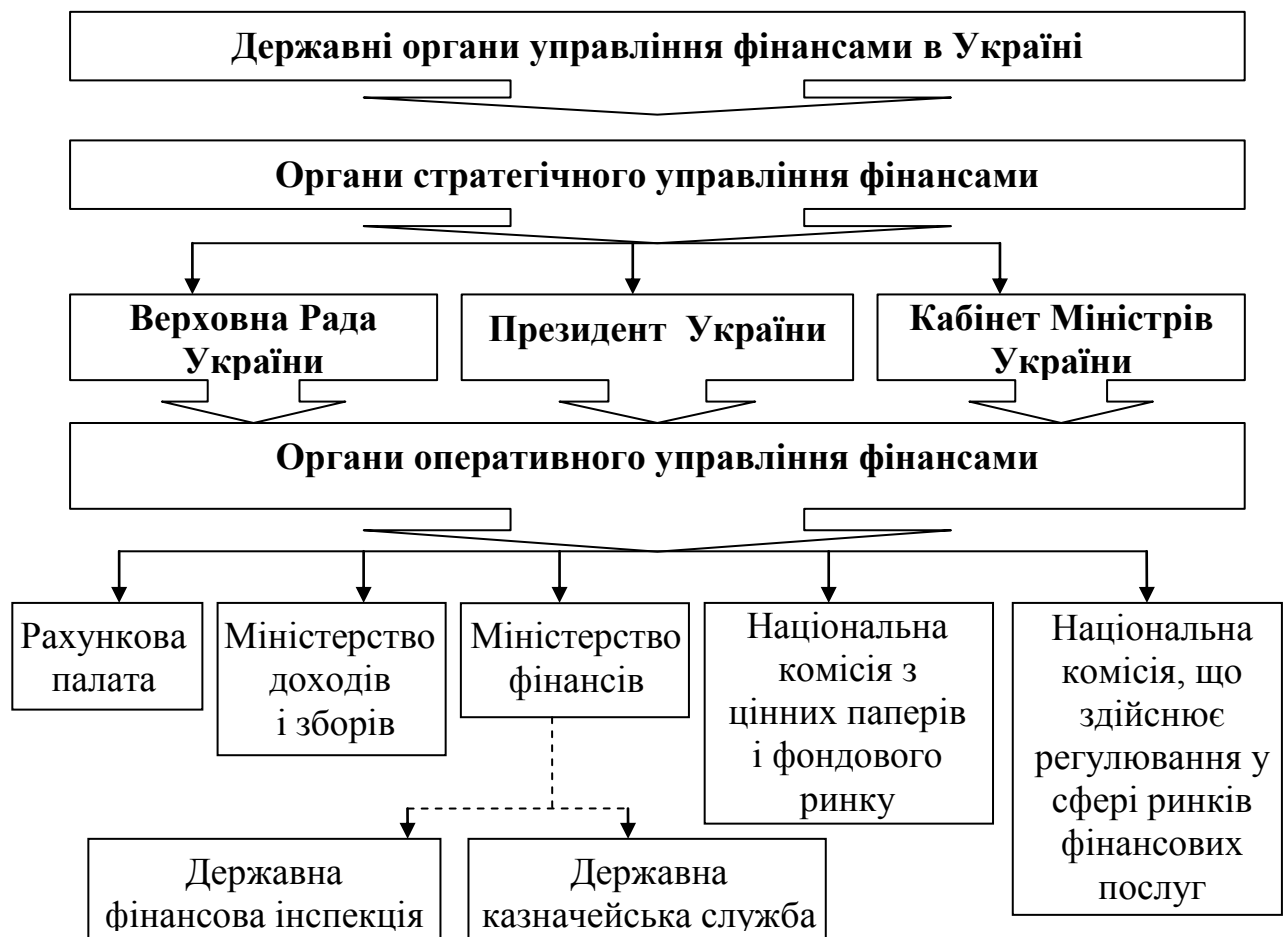 Державні органи управління фінансами в Україні
Органи стратегічного управління фінансами
Верховна Рада
України
Президент України
Кабінет Міністрів
України
Органи оперативного управління фінансами
Рахункова
палата
Міністерство
доходів
і зборів
Міністерство
фінансів
Національна
комісія з
цінних паперів
і фондового
ринку
Національна
комісія, що
здійснює
регулювання у
сфері ринків
фінансових
послуг
Державна
фінансова інспекція
Державна
казначейська служба